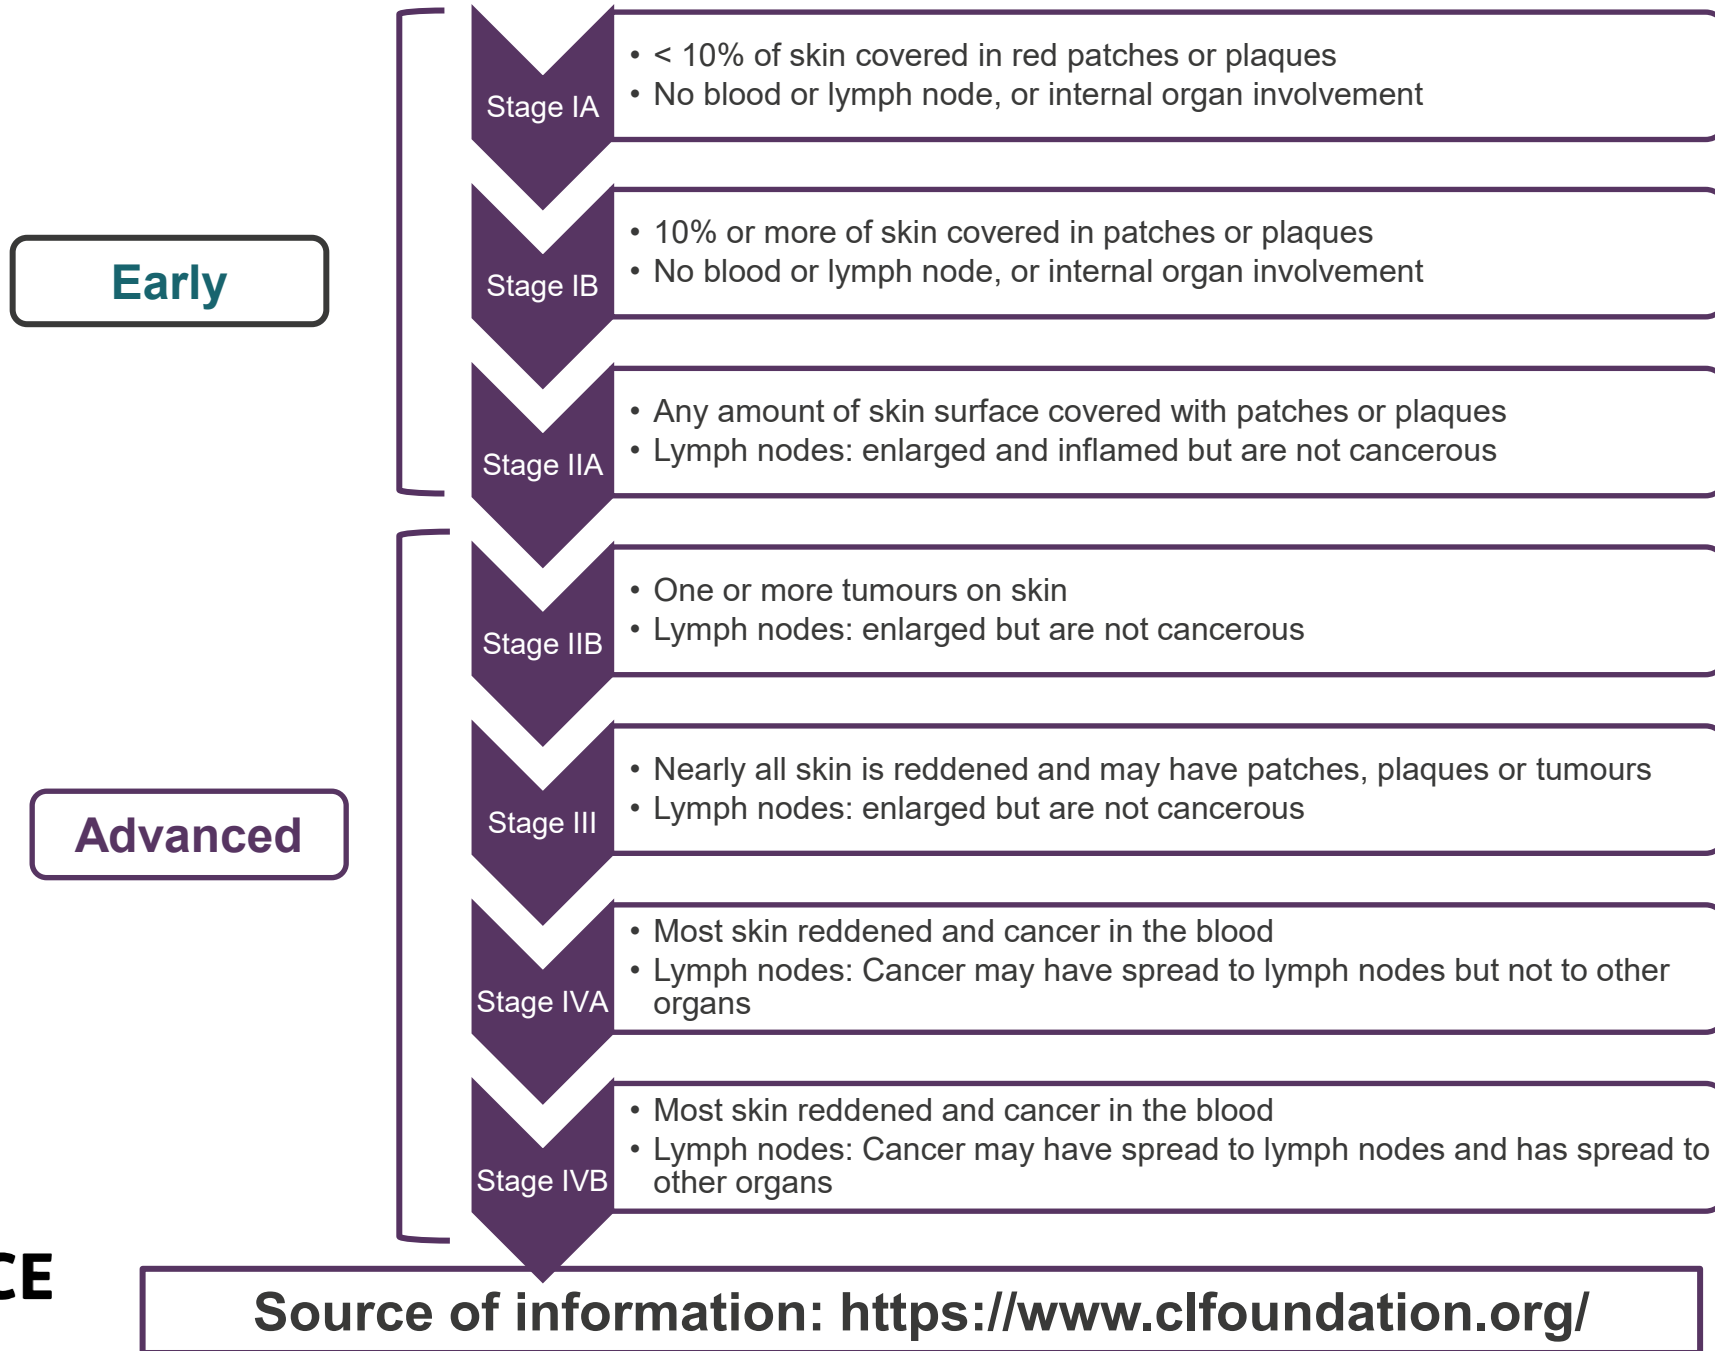 Early
Stage IA
• < 10% of skin covered in red patches or plaques
• No blood or lymph node, or internal organ involvement
Stage IB
• 10% or more of skin covered in patches or plaques
• No blood or lymph node, or internal organ involvement
Stage IIA
• Any amount of skin surface covered with patches or plaques
• Lymph nodes: enlarged and inflamed but are not cancerous
Advanced
Stage IIB
• One or more tumours on skin
• Lymph nodes: enlarged but are not cancerous
Stage III
• Nearly all skin is reddened and may have patches, plaques or tumours
• Lymph nodes: enlarged but are not cancerous
Stage IVA
• Most skin reddened and cancer in the blood
• Lymph nodes: Cancer may have spread to lymph nodes but not to other
organs
Stage IVB
• Most skin reddened and cancer in the blood
• Lymph nodes: Cancer may have spread to lymph nodes and has spread to
other organs
CE
Source of information: https://www.clfoundation.org/